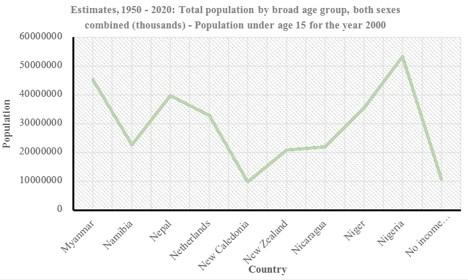 Estimates, 1950 - 2020: Total population by broad age group, both sexes
combined (thousands) - Population under age 15 for the year 2000
60000000
50000000
40000000
30000000
20000000
10000000
0
Population
Myanmar
Namibia
Nepal
Netherlands
New Caledonia
New Zealand
Nicaragua
Niger
Nigeria
No income...
Country